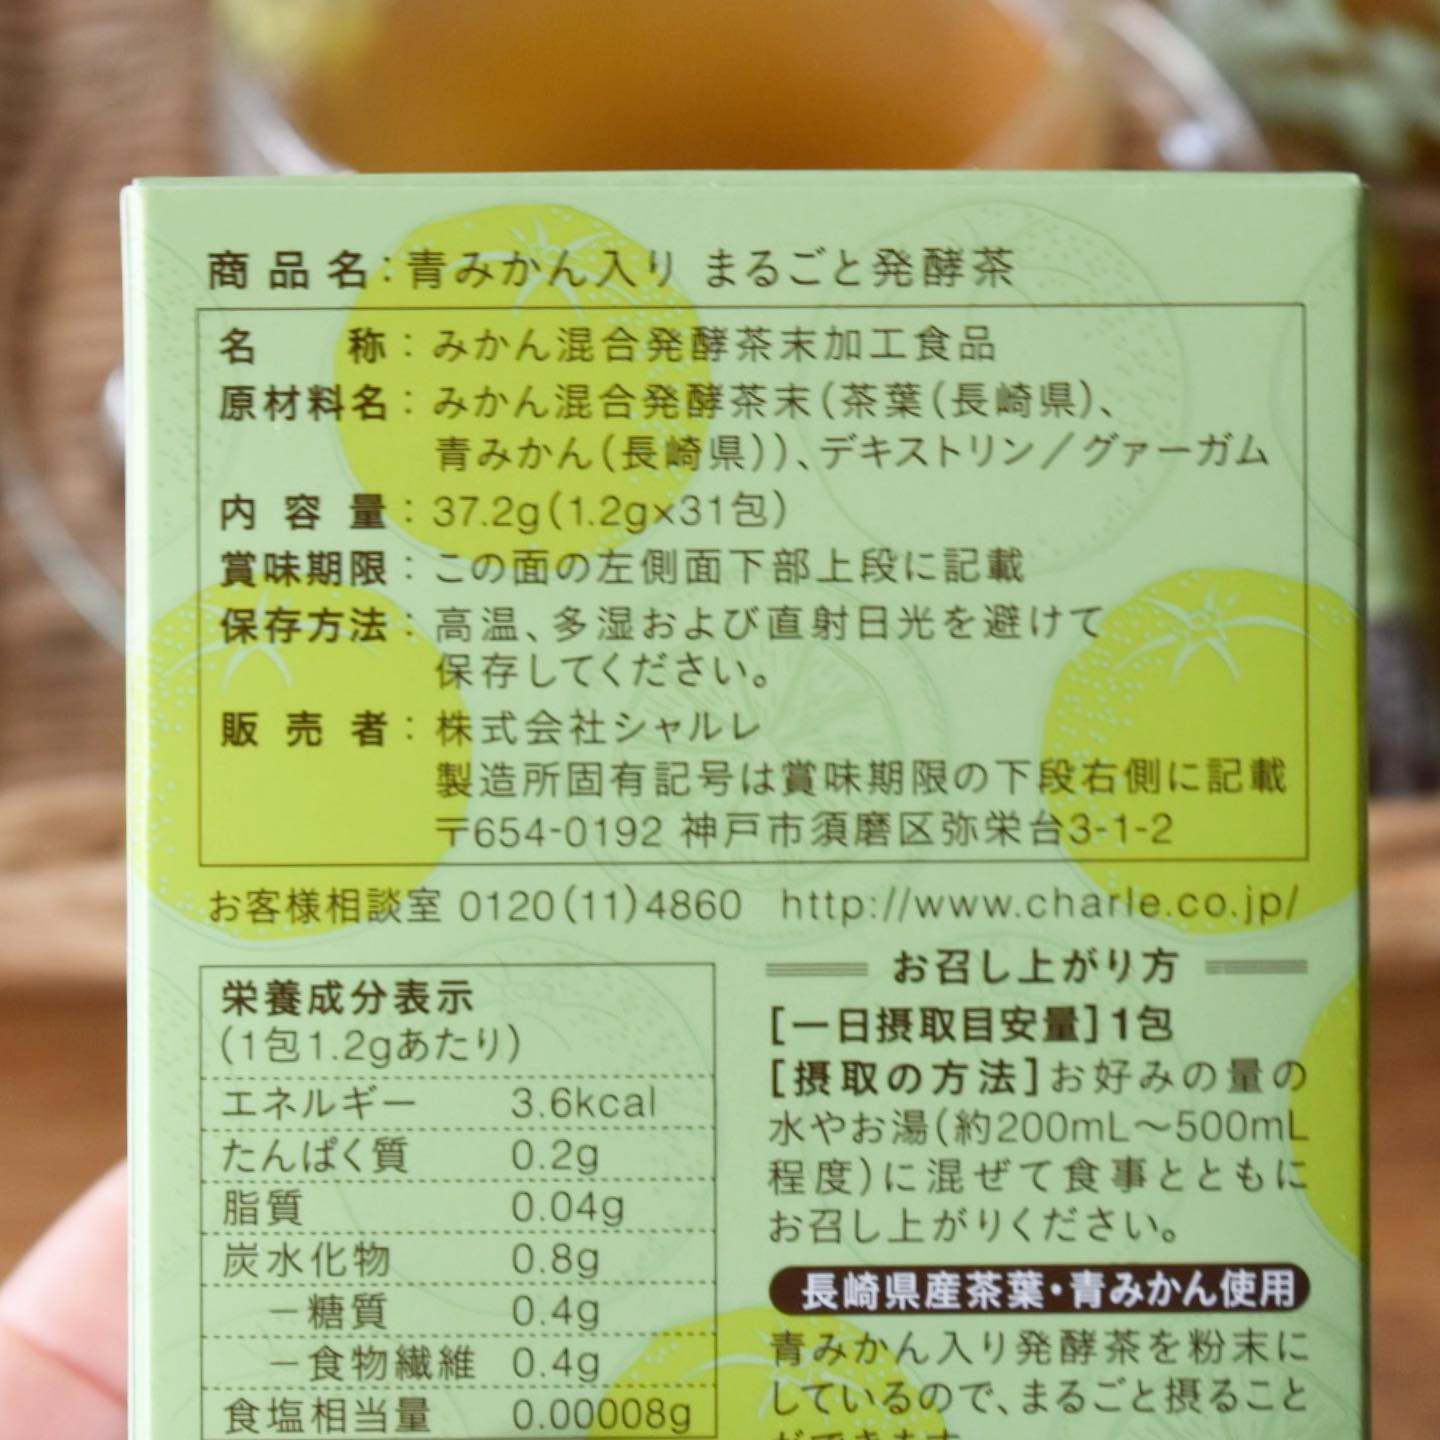 商品名：青みかん入り まるごと発酵茶
名称：みかん混合発酵茶末加工食品
原材料名：みかん混合発酵茶末（茶葉（長崎県）、
青みかん（長崎県））、デキストリン／グァーガム
内容量：37.2g（1.2g×31包）
賞味期限：この面の左側面下部上段に記載
保存方法：高温、多湿および直射日光を避けて
保存してください。
販売者：株式会社シャルレ
製造所固有記号は賞味期限の下段右側に記載
〒654-0192 神戸市須磨区弥栄台3-1-2
お客様相談室 0120（11）4860 http://www.charle.co.jp/
栄養成分表示
（1包1.2gあたり）
エネルギー 3.6kcal
たんぱく質 0.2g
脂質 0.04g
炭水化物 0.8g
－糖質 0.4g
－食物繊維 0.4g
食塩相当量 0.00008g
お召し上がり方
［一日摂取目安量］1包
［摂取の方法］お好みの量の
水やお湯（約200mL～500mL
程度）に混ぜて食事とともに
お召し上がりください。
長崎県産茶葉・青みかん使用
青みかん入り発酵茶を粉末に
しているので、まるごと摂ること